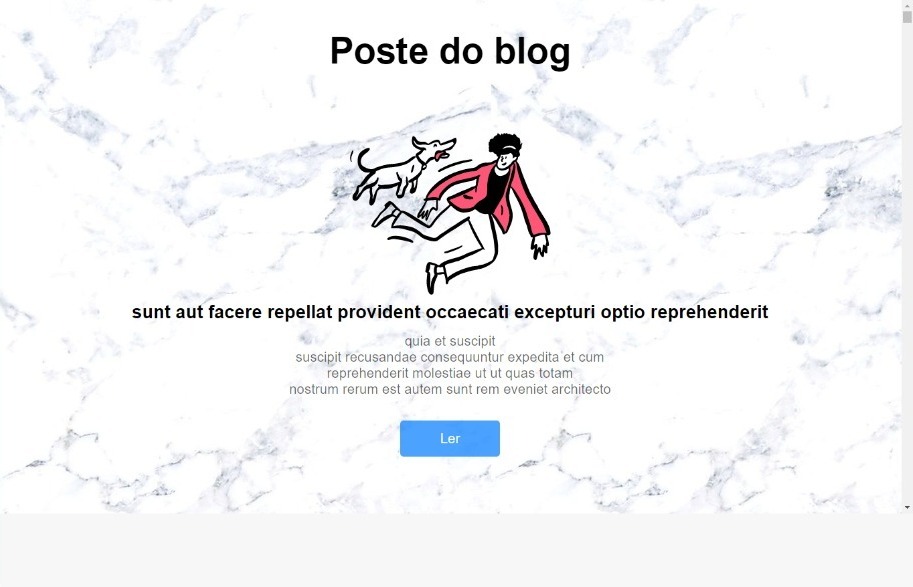 Poste do blog
sunt aut facere repellat provident occaecati excepturi optio reprehenderit
quia et suscipit
suscipit recusandae consequuntur expedita et cum
reprehenderit molestiae ut ut quas totam
nostrum rerum est autem sunt rem eveniet architecto
Ler